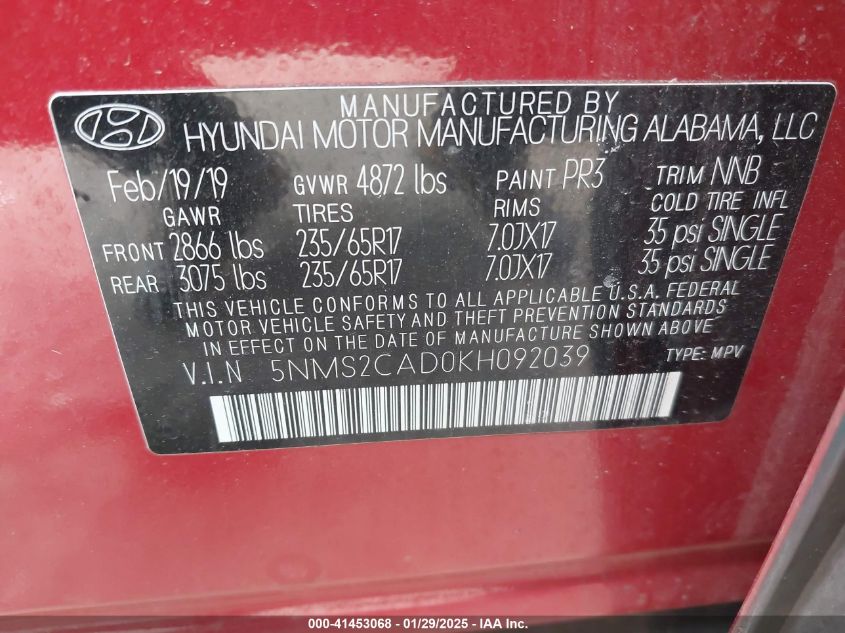 MANUFACTURED BY
HYUNDAI MOTOR MANUFACTURING ALABAMA, LLC
Feb/19/19 GVWR 4872 lbs PAINT PR3 TRIM NNB
GAWR TIRES RIMS COLD TIRE INFL
FRONT 2866 lbs 235/65R17 7.0JX17 35 psi SINGLE
REAR 3075 lbs 235/65R17 7.0JX17 35 psi SINGLE
THIS VEHICLE CONFORMS TO ALL APPLICABLE U.S.A. FEDERAL
MOTOR VEHICLE SAFETY AND THEFT PREVENTION STANDARDS
IN EFFECT ON THE DATE OF MANUFACTURE SHOWN ABOVE
V.I.N 5NMS2CAD0KH092039 TYPE: MPV
000-41453068 - 01/29/2025 - IAA Inc.